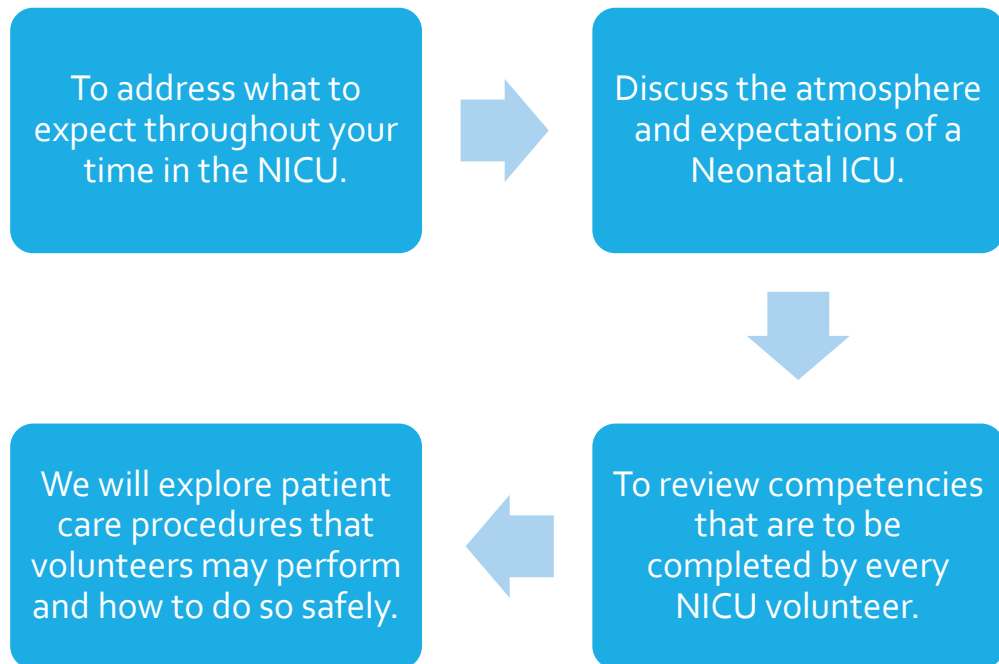 To address what to
expect throughout your
time in the NICU.
Discuss the atmosphere
and expectations of a
Neonatal ICU.
To review competencies
that are to be
completed by every
NICU volunteer.
We will explore patient
care procedures that
volunteers may perform
and how to do so safely.